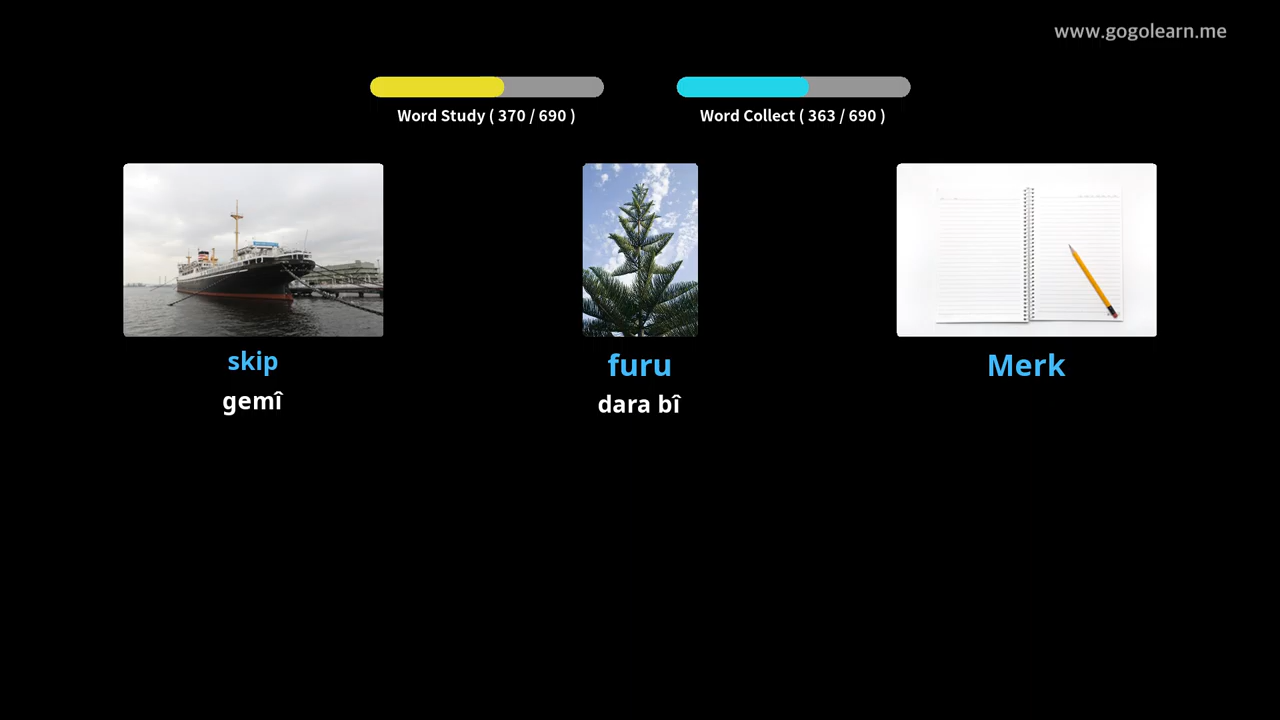 www.gogolearn.me
Word Study ( 370 / 690 )
Word Collect ( 363 / 690 )
skip
furu
Merk
gemî
dara bî